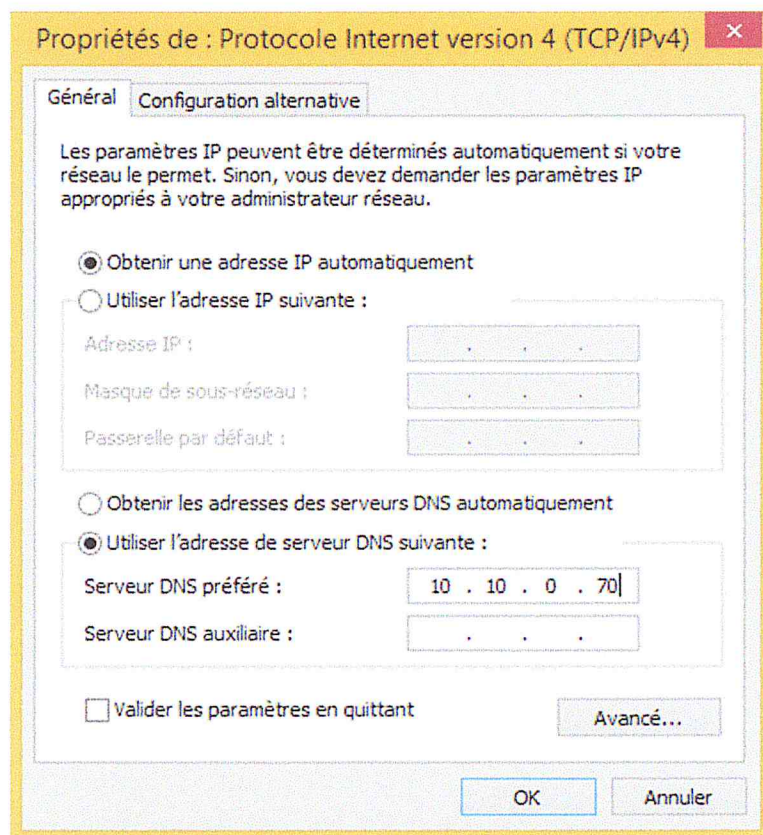 Propriétés de : Protocole Internet version 4 (TCP/IPv4)
Général
Configuration alternative
Les paramètres IP peuvent être déterminés automatiquement si votre
réseau le permet. Sinon, vous devez demander les paramètres IP
appropriés à votre administrateur réseau.
Obtenir une adresse IP automatiquement
Utiliser l'adresse IP suivante :
Adresse IP :
. . .
Masque de sous-réseau :
. . .
Passerelle par défaut :
. . .
Obtenir les adresses des serveurs DNS automatiquement
Utiliser l'adresse de serveur DNS suivante :
Serveur DNS préféré :
10 . 10 . 0 . 70
Serveur DNS auxiliaire :
. . .
Valider les paramètres en quittant
Avancé...
OK
Annuler